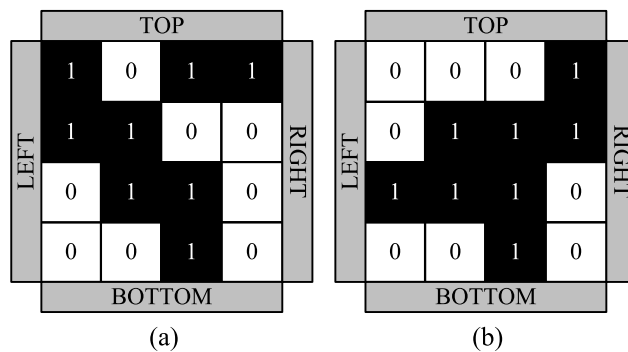 TOP TOP
1 0 1 1 0 0 0 1
LEFT 1 1 0 0 RIGHT LEFT 0 1 1 1 RIGHT
0 1 1 0 1 1 1 0
0 0 1 0 0 0 1 0
BOTTOM BOTTOM
(a) (b)